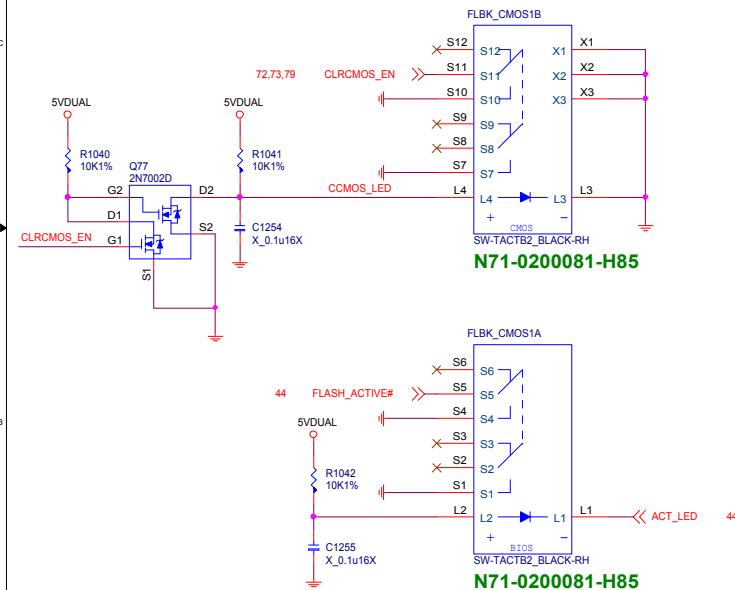 FLBK_CMOS1B
C
S12 S12 X1 X1
72,73,79 CLRCMOS_EN S11 S11 X2 X2
S10 S10 X3 X3
5VDUAL 5VDUAL
S9 S9
R1040
10K1%
R1041
10K1%
S8 S8
Q77
2N7002D
S7 S7
G2 D2 CCMOS_LED L4 L4 L3 L3
D1 S2
CLRCMOS_EN G1
C1254
X_0.1u16X
+ CMOS −
SW-TACTB2_BLACK-RH
S1
N71-0200081-H85
FLBK_CMOS1A
S6 S6
44 FLASH_ACTIVE# S5 S5
S4 S4
B
5VDUAL
S3 S3
S2 S2
R1042
10K1%
S1 S1
L2 L2 L1 L1 ACT_LED 44
+ BIOS −
C1255
X_0.1u16X
SW-TACTB2_BLACK-RH
N71-0200081-H85